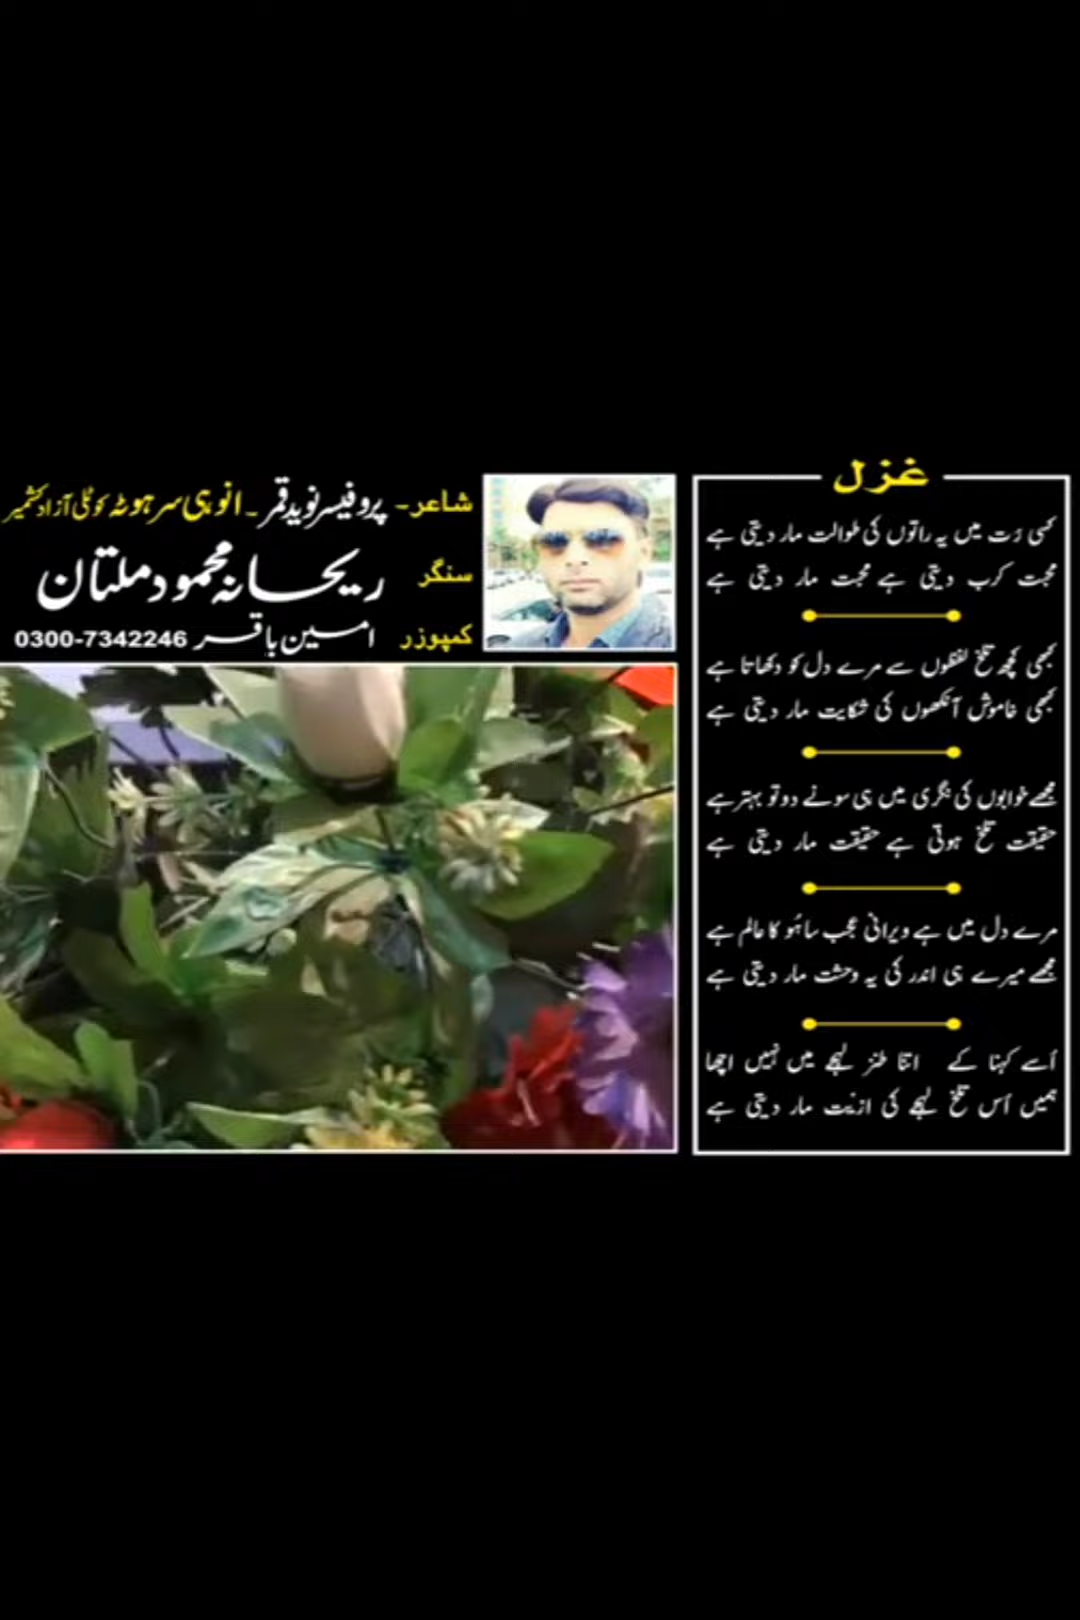 غزل
کسی رُت میں یہ راتوں کی طوالت مار دیتی ہے
محبت کرب دیتی ہے محبت مار دیتی ہے
کبھی کچھ تلخ لفظوں سے مرے دل کو دکھاتا ہے
کبھی خاموش آنکھوں کی شکایت مار دیتی ہے
مجھے خوابوں کی نگری میں ہی سونے دو تو بہتر ہے
حقیقت تلخ ہوتی ہے حقیقت مار دیتی ہے
مرے دل میں ہے ویرانی عجب سا ہُو کا عالم ہے
مجھے میرے ہی اندر کی یہ وحشت مار دیتی ہے
اُسے کہنا کے اتنا طنز لہجے میں نہیں اچھا
ہمیں اُس تلخ لہجے کی اذیّت مار دیتی ہے
شاعر- پروفیسر نوید قمر۔ انوہی سرہوٹہ کوٹلی آزاد کشمیر
سنگر ریحانہ محمود ملتان
کمپوزر امین باقر 0300-7342246